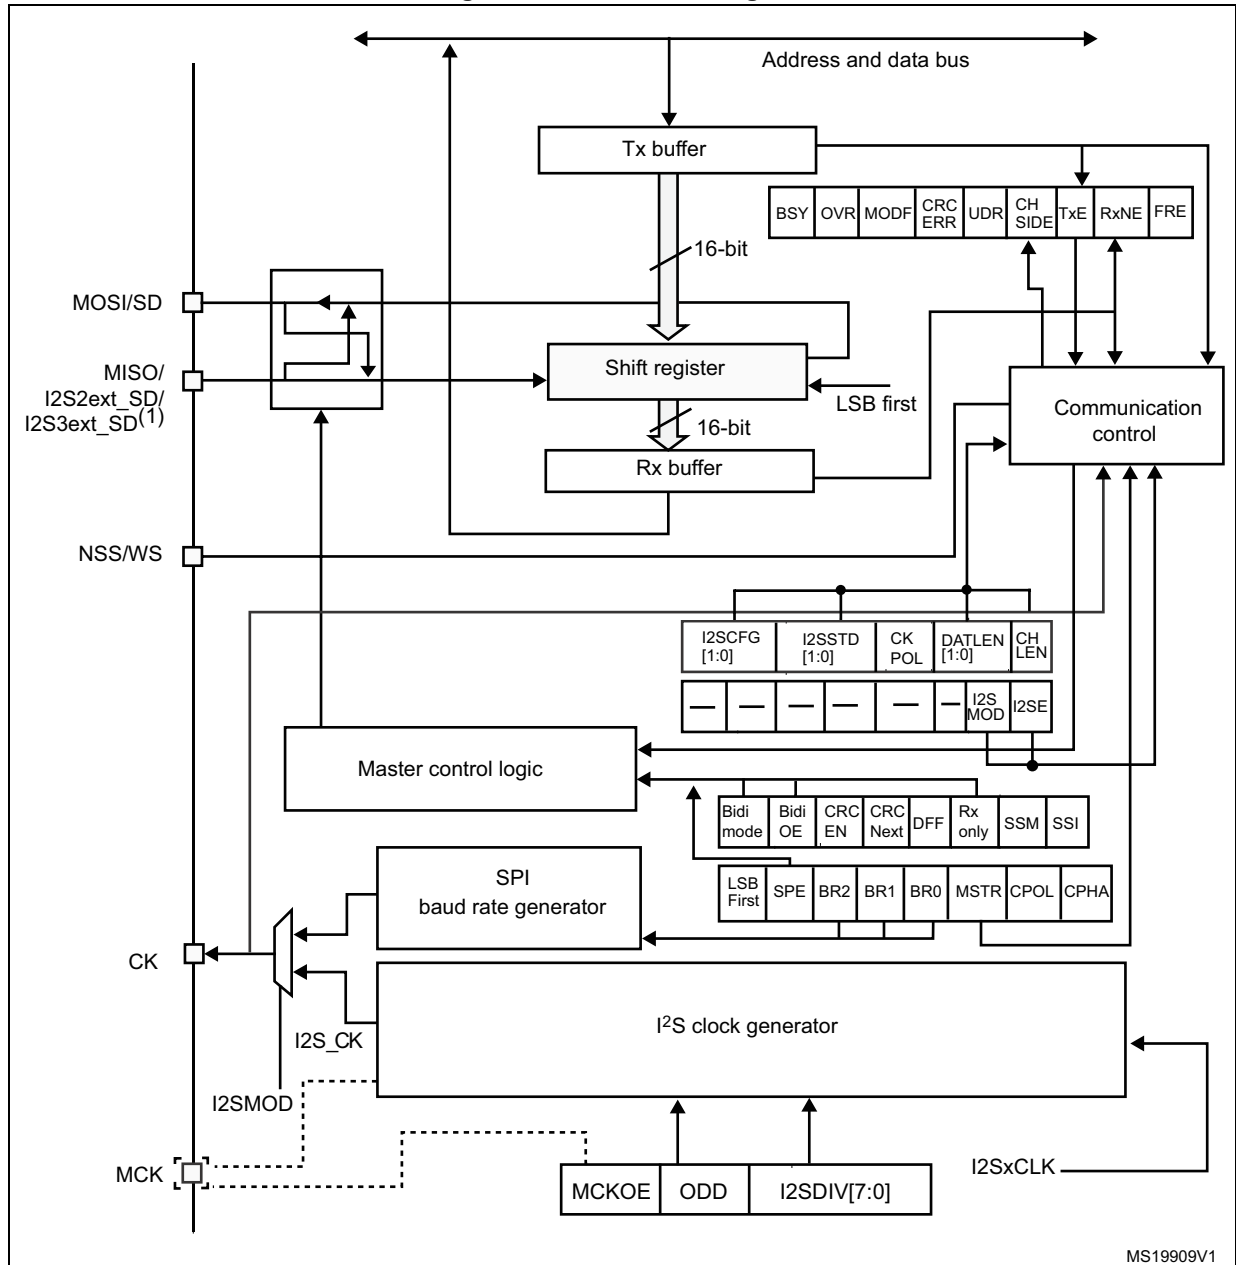 Address and data bus
Tx buffer
BSY OVR MODF CRC ERR UDR CH SIDE TxE RxNE FRE
16-bit
MOSI/SD
Shift register
MISO/
I2S2ext_SD/
I2S3ext_SD(1)
LSB first
Communication
control
16-bit
Rx buffer
NSS/WS
I2SCFG [1:0] I2SSTD [1:0] CK POL DATLEN [1:0] CH LEN
— — — — — — I2S MOD I2SE
Master control logic
Bidi mode Bidi OE CRC EN CRC Next DFF Rx only SSM SSI
LSB First SPE BR2 BR1 BR0 MSTR CPOL CPHA
SPI
baud rate generator
CK
I2S clock generator
I2S_CK
I2SMOD
MCK
MCKOE ODD I2SDIV[7:0]
I2SxCLK
MS19909V1